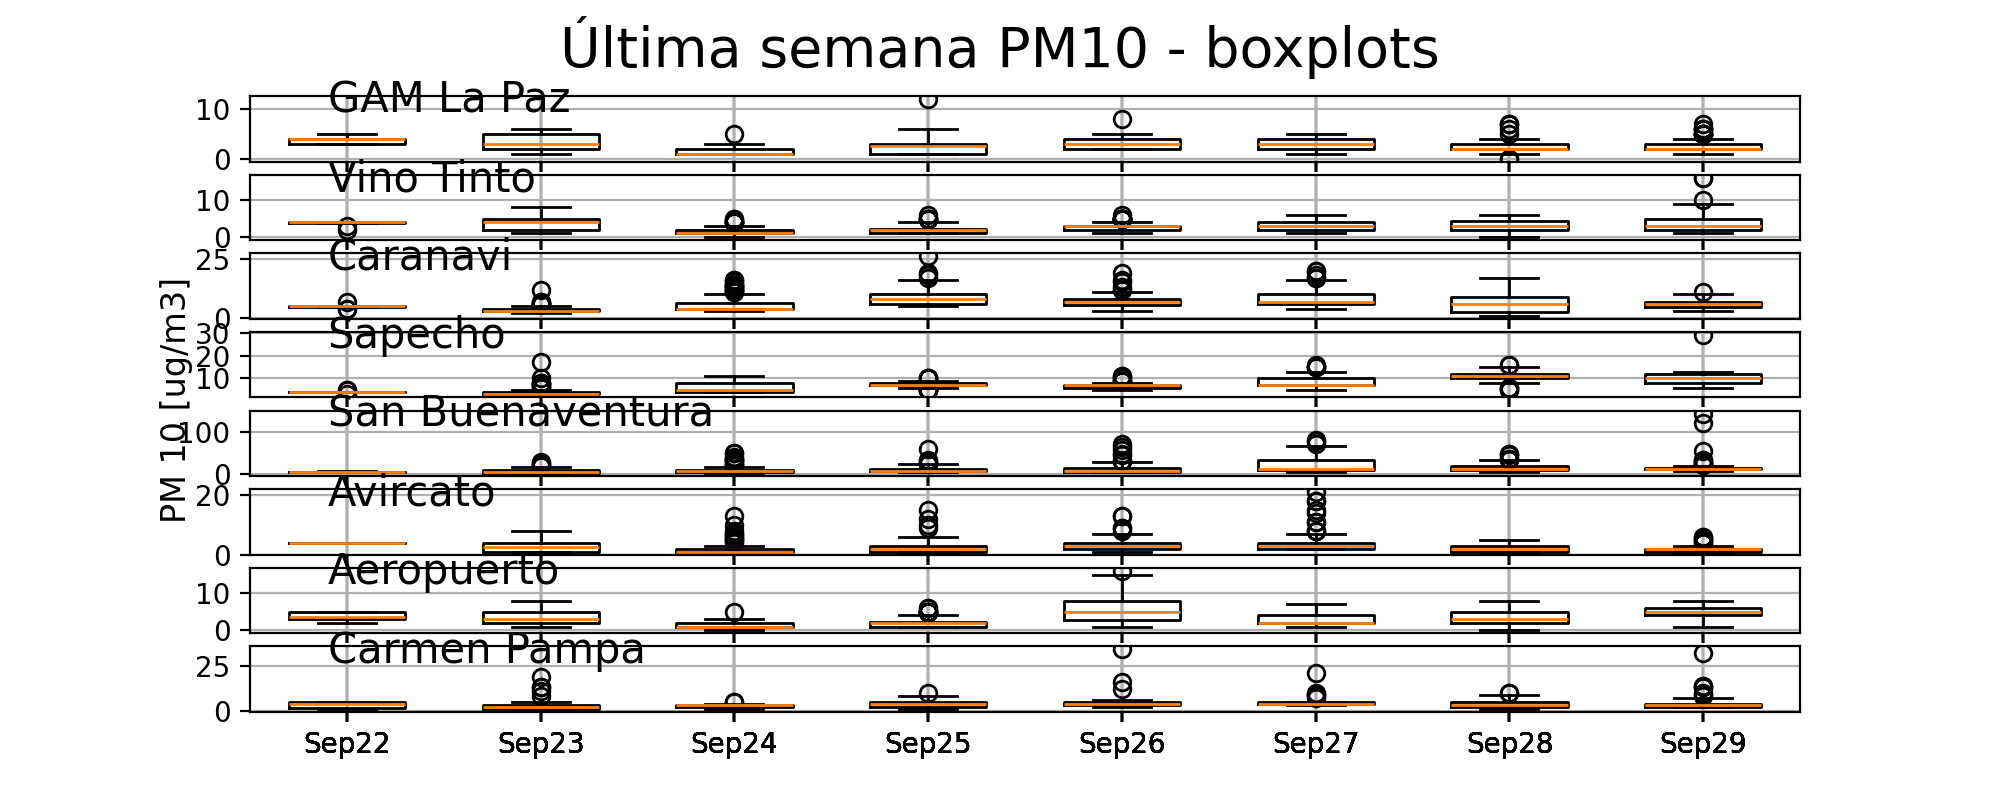 Última semana PM10 - boxplots
GAM La Paz
10
0
Vino Tinto
10
0
Caranavi
25
0
Sapecho
30
20
10
San Buenaventura
100
0
Avircato
20
0
Aeropuerto
10
0
Carmen Pampa
25
0
PM 10 [ug/m3]
Sep22 Sep23 Sep24 Sep25 Sep26 Sep27 Sep28 Sep29